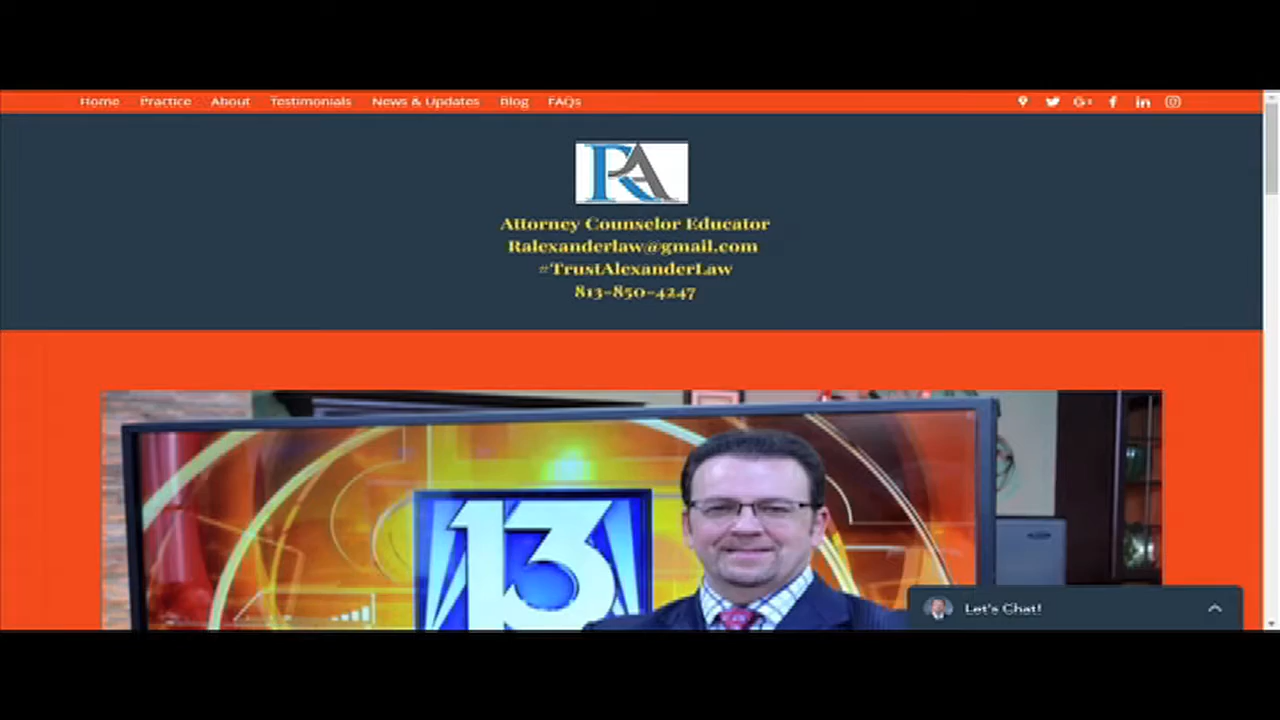 Home Practice About Testimonials News & Updates Blog FAQs
RA
Attorney Counselor Educator
Ralexanderlaw@gmail.com
#TrustAlexanderLaw
813-850-4247
13
Let's Chat!